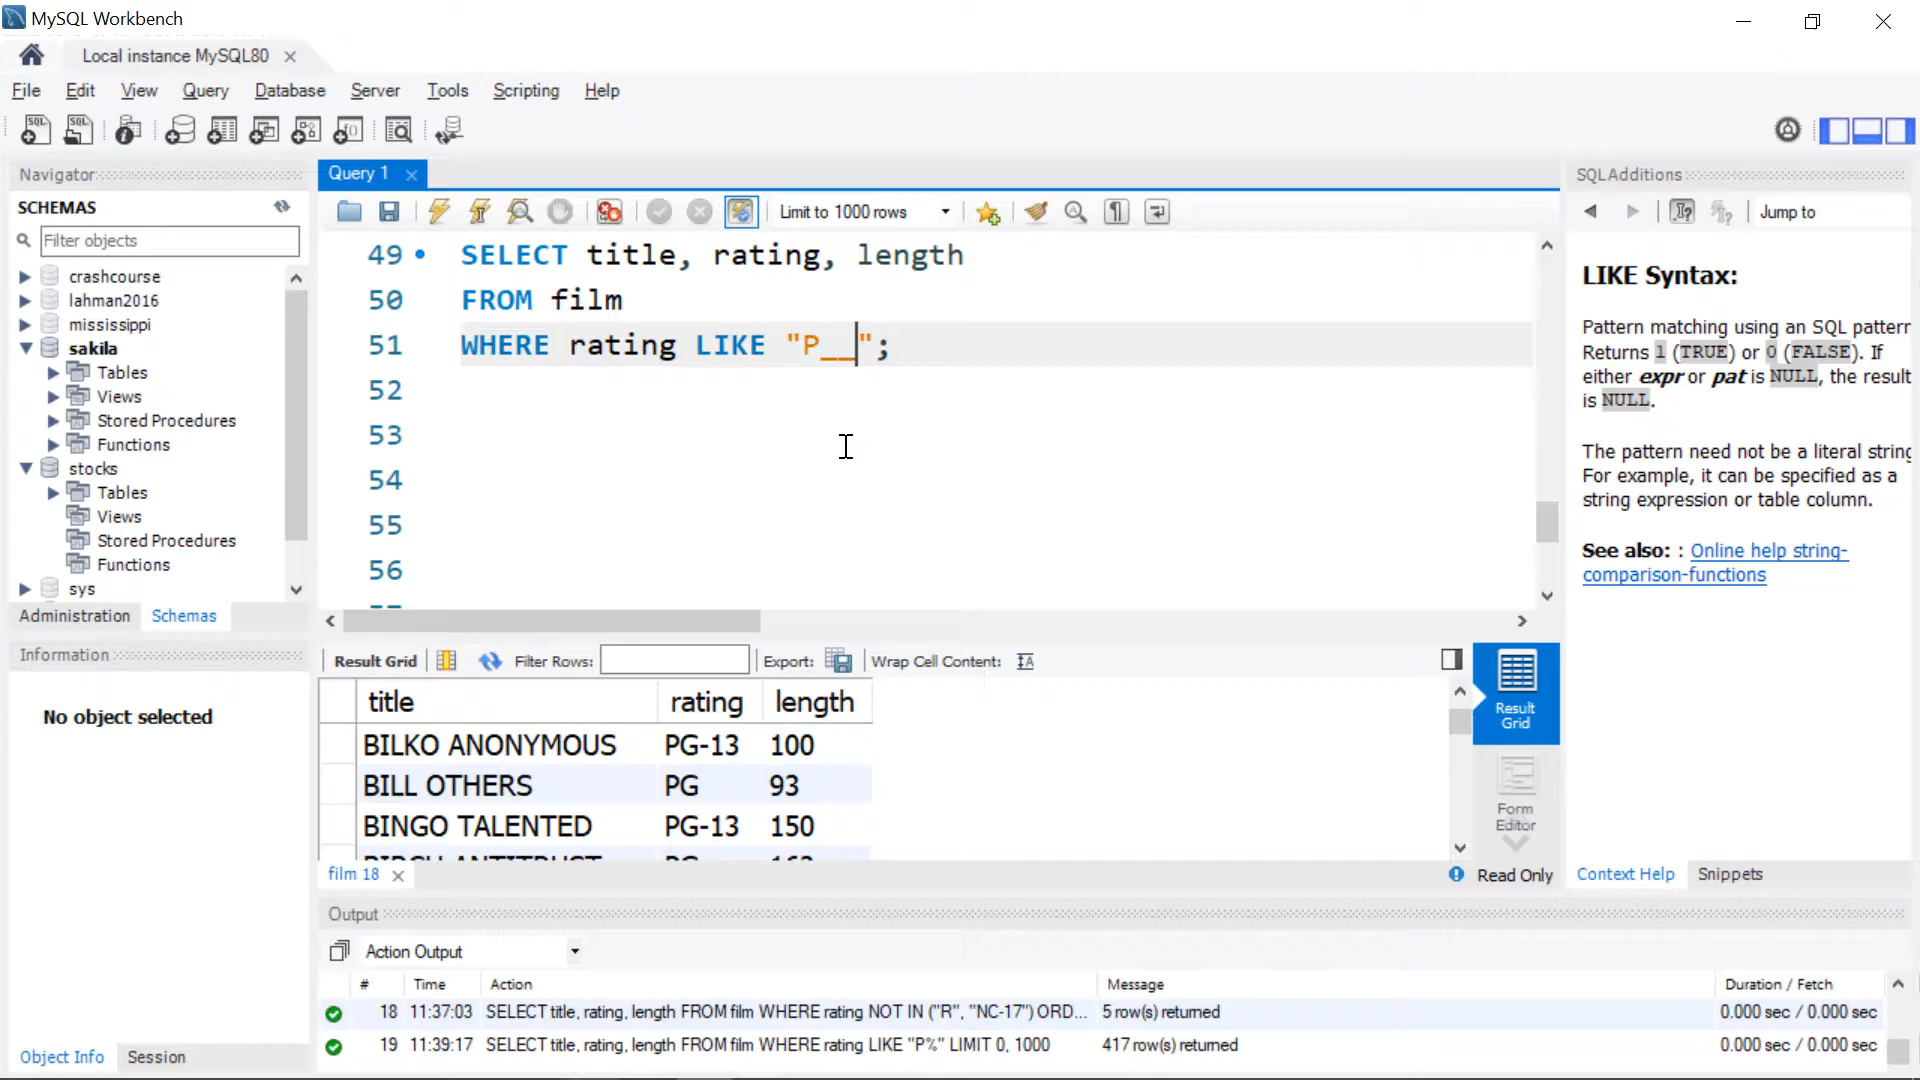 MySQL Workbench
Local instance MySQL80
File Edit View Query Database Server Tools Scripting Help
Navigator
SCHEMAS
Filter objects
crashcourse
lahman2016
mississippi
sakila
Tables
Views
Stored Procedures
Functions
stocks
Tables
Views
Stored Procedures
Functions
sys
Administration Schemas
Information
No object selected
Object Info Session
Query 1
Limit to 1000 rows
49 SELECT title, rating, length
50 FROM film
51 WHERE rating LIKE "P__";
52
53
54
55
56
Result Grid Filter Rows: Export: Wrap Cell Content:
title rating length
BILKO ANONYMOUS PG-13 100
BILL OTHERS PG 93
BINGO TALENTED PG-13 150
film 18
Result Grid
Form Editor
Read Only
SQLAdditions
Jump to
LIKE Syntax:
Pattern matching using an SQL pattern
Returns 1 (TRUE) or 0 (FALSE). If
either expr or pat is NULL, the result
is NULL.
The pattern need not be a literal string
For example, it can be specified as a
string expression or table column.
See also: : Online help string-
comparison-functions
Context Help Snippets
Output
Action Output
# Time Action Message Duration / Fetch
18 11:37:03 SELECT title, rating, length FROM film WHERE rating NOT IN ("R", "NC-17") ORD... 5 row(s) returned 0.000 sec / 0.000 sec
19 11:39:17 SELECT title, rating, length FROM film WHERE rating LIKE "P%" LIMIT 0, 1000 417 row(s) returned 0.000 sec / 0.000 sec